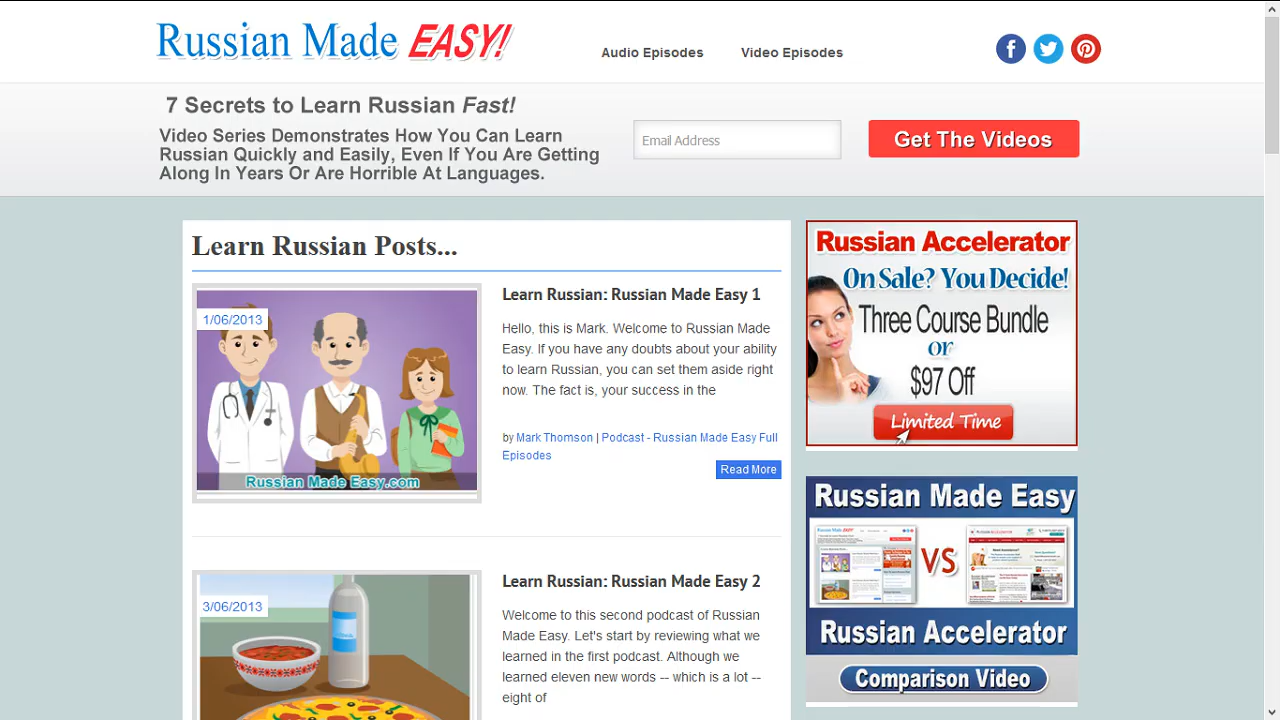 Russian Made EASY!
Audio Episodes
Video Episodes
7 Secrets to Learn Russian Fast!
Video Series Demonstrates How You Can Learn
Russian Quickly and Easily, Even If You Are Getting
Along In Years Or Are Horrible At Languages.
Email Address
Get The Videos
Learn Russian Posts...
1/06/2013
Russian Made Easy.com
Learn Russian: Russian Made Easy 1
Hello, this is Mark. Welcome to Russian Made
Easy. If you have any doubts about your ability
to learn Russian, you can set them aside right
now. The fact is, your success in the
by Mark Thomson | Podcast - Russian Made Easy Full
Episodes
Read More
3/06/2013
Learn Russian: Russian Made Easy 2
Welcome to this second podcast of Russian
Made Easy. Let's start by reviewing what we
learned in the first podcast. Although we
learned eleven new words -- which is a lot --
eight of
Russian Accelerator
On Sale? You Decide!
Three Course Bundle
or
$97 Off
Limited Time
Russian Made Easy
VS
Russian Accelerator
Comparison Video